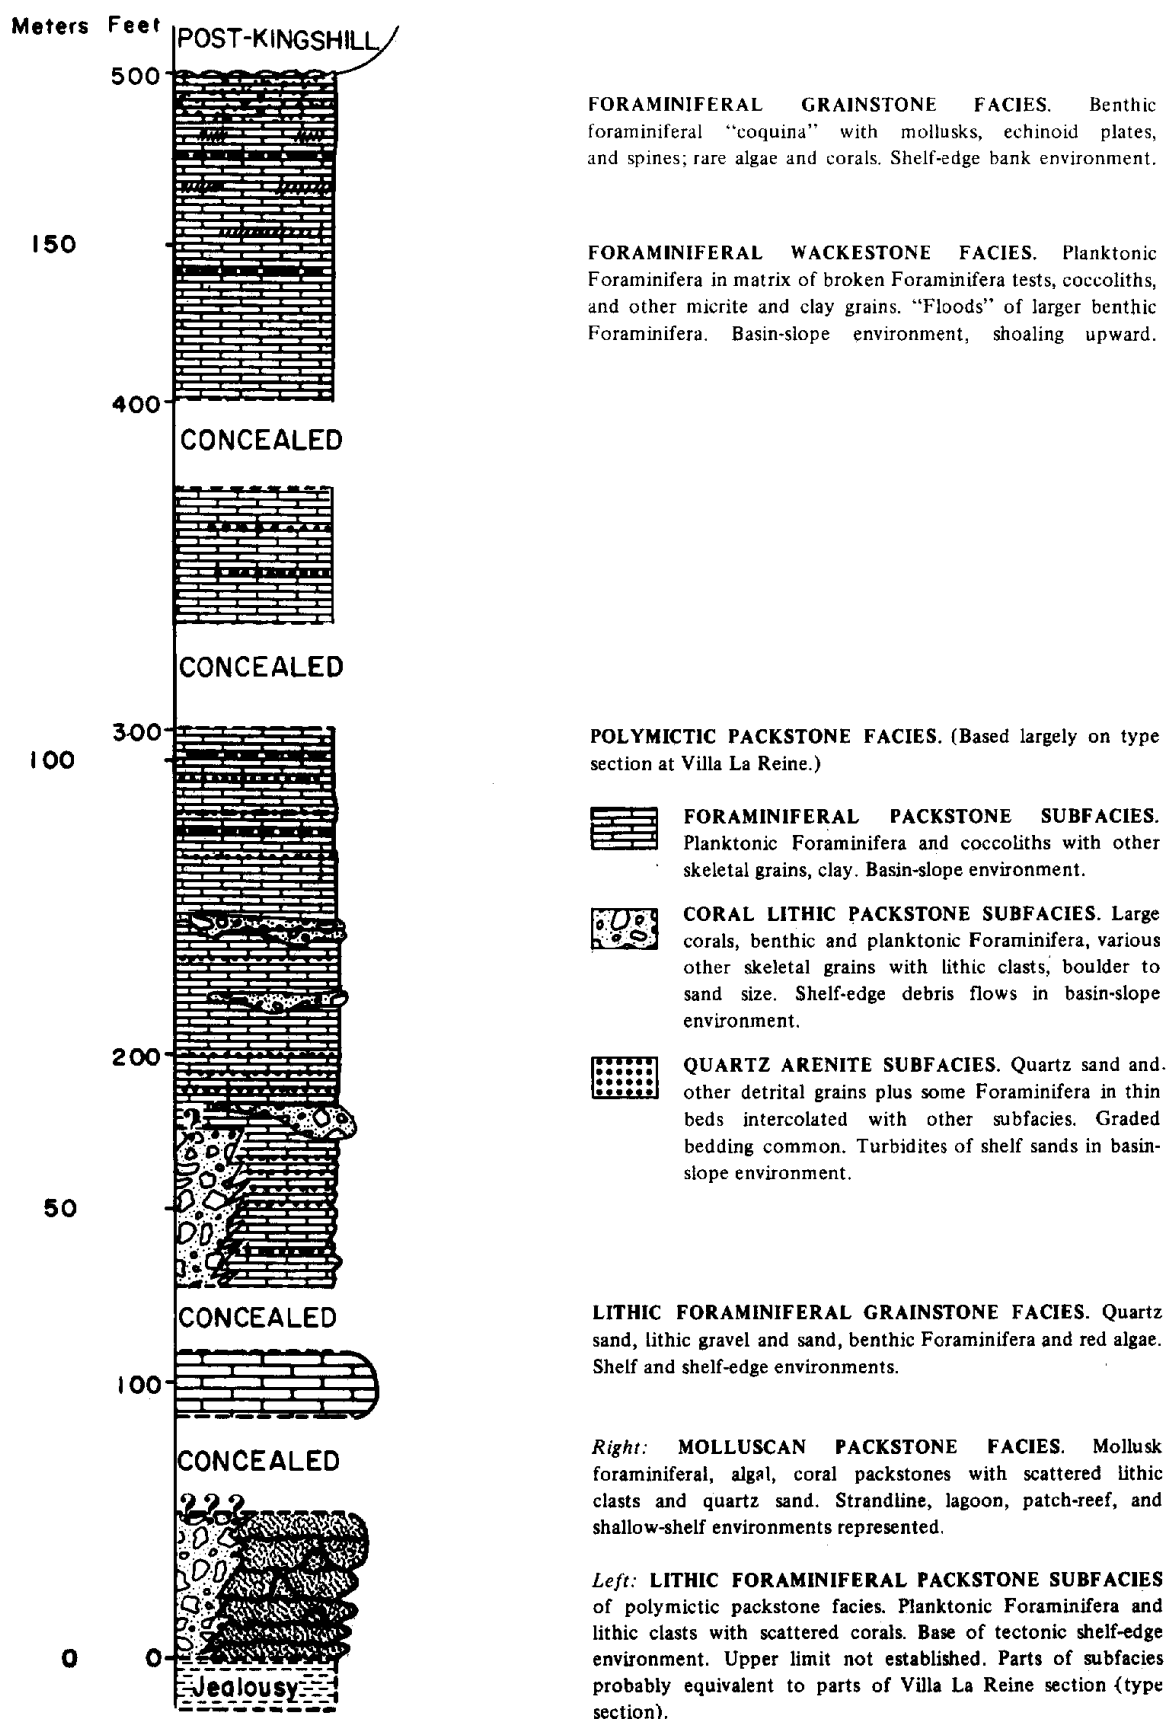 Meters Feet
POST-KINGSHILL
500
FORAMINIFERAL GRAINSTONE FACIES. Benthic
foraminiferal “coquina” with mollusks, echinoid plates,
and spines; rare algae and corals. Shelf-edge bank environment.
150
FORAMINIFERAL WACKESTONE FACIES. Planktonic
Foraminifera in matrix of broken Foraminifera tests, coccoliths,
and other micrite and clay grains. “Floods” of larger benthic
Foraminifera. Basin-slope environment, shoaling upward.
400
CONCEALED
CONCEALED
300
100
POLYMICTIC PACKSTONE FACIES. (Based largely on type
section at Villa La Reine.)
FORAMINIFERAL PACKSTONE SUBFACIES.
Planktonic Foraminifera and coccoliths with other
skeletal grains, clay. Basin-slope environment.
CORAL LITHIC PACKSTONE SUBFACIES. Large
corals, benthic and planktonic Foraminifera, various
other skeletal grains with lithic clasts, boulder to
sand size. Shelf-edge debris flows in basin-slope
environment.
200
QUARTZ ARENITE SUBFACIES. Quartz sand and
other detrital grains plus some Foraminifera in thin
beds intercolated with other subfacies. Graded
bedding common. Turbidites of shelf sands in basin-
slope environment.
?
50
CONCEALED
LITHIC FORAMINIFERAL GRAINSTONE FACIES. Quartz
sand, lithic gravel and sand, benthic Foraminifera and red algae.
Shelf and shelf-edge environments.
100
CONCEALED
Right: MOLLUSCAN PACKSTONE FACIES. Mollusk
foraminiferal, algal, coral packstones with scattered lithic
clasts and quartz sand. Strandline, lagoon, patch-reef, and
shallow-shelf environments represented.
? ? ?
Left: LITHIC FORAMINIFERAL PACKSTONE SUBFACIES
of polymictic packstone facies. Planktonic Foraminifera and
lithic clasts with scattered corals. Base of tectonic shelf-edge
environment. Upper limit not established. Parts of subfacies
probably equivalent to parts of Villa La Reine section (type
section).
0 0
Jealousy